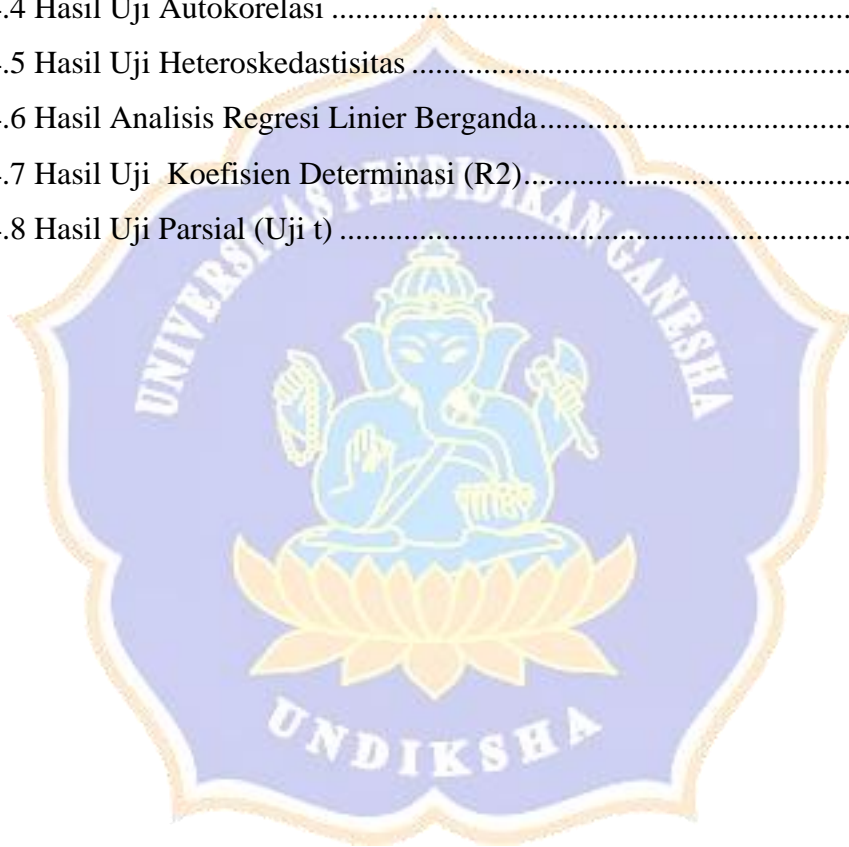 .4 Hasil Uji Autokorelasi ................................................................
.5 Hasil Uji Heteroskedastisitas ......................................................
.6 Hasil Analisis Regresi Linier Berganda.......................................
.7 Hasil Uji  Koefisien Determinasi (R2).........................................
.8 Hasil Uji Parsial (Uji t) ...............................................................
UNIVERSITAS PENDIDIKAN GANESHA
UNDIKSHA